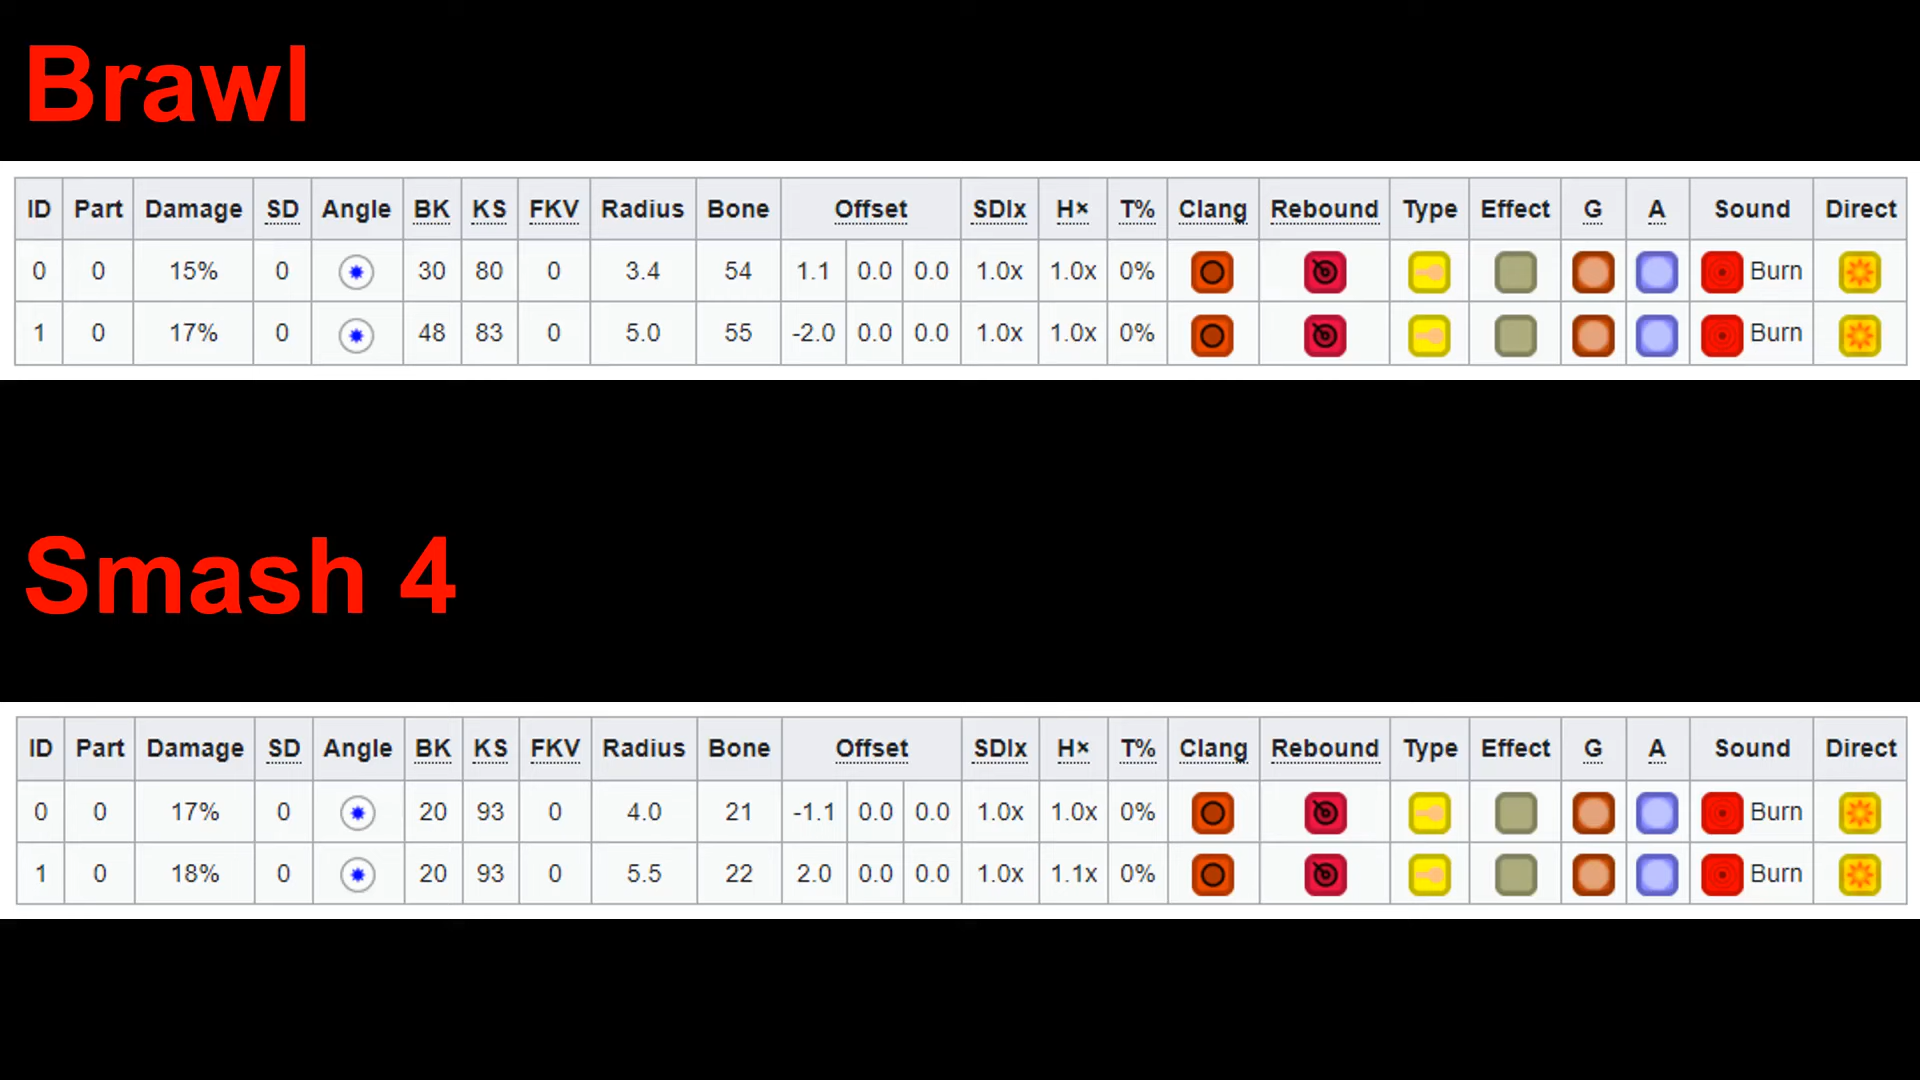 Brawl
ID Part Damage SD Angle BK KS FKV Radius Bone Offset SDIx H× T% Clang Rebound Type Effect G A Sound Direct
0 0 15% 0 30 80 0 3.4 54 1.1 0.0 0.0 1.0x 1.0x 0% Burn
1 0 17% 0 48 83 0 5.0 55 -2.0 0.0 0.0 1.0x 1.0x 0% Burn
Smash 4
ID Part Damage SD Angle BK KS FKV Radius Bone Offset SDIx H× T% Clang Rebound Type Effect G A Sound Direct
0 0 17% 0 20 93 0 4.0 21 -1.1 0.0 0.0 1.0x 1.0x 0% Burn
1 0 18% 0 20 93 0 5.5 22 2.0 0.0 0.0 1.0x 1.1x 0% Burn